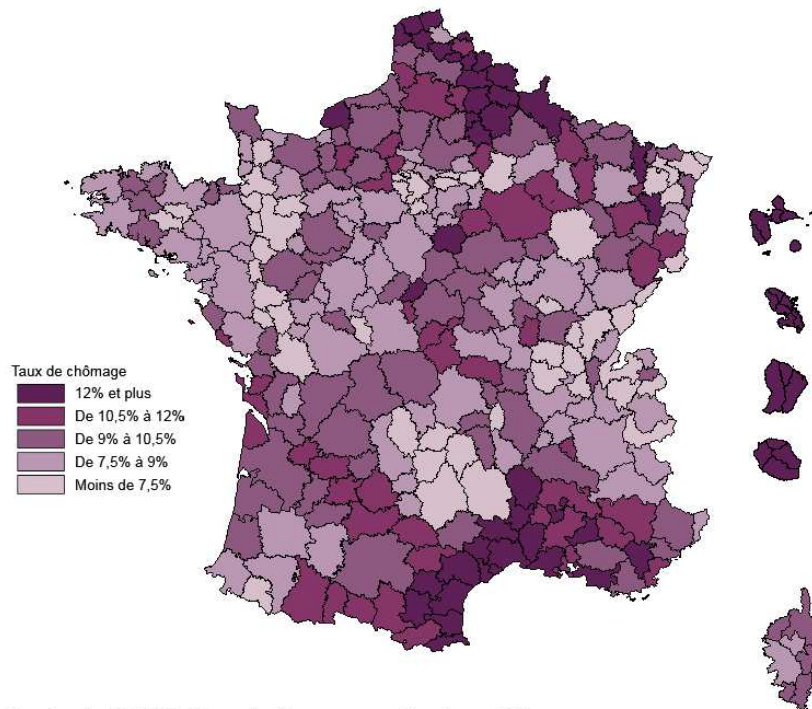 Taux de chômage
12% et plus
De 10,5% à 12%
De 9% à 10,5%
De 7,5% à 9%
Moins de 7,5%